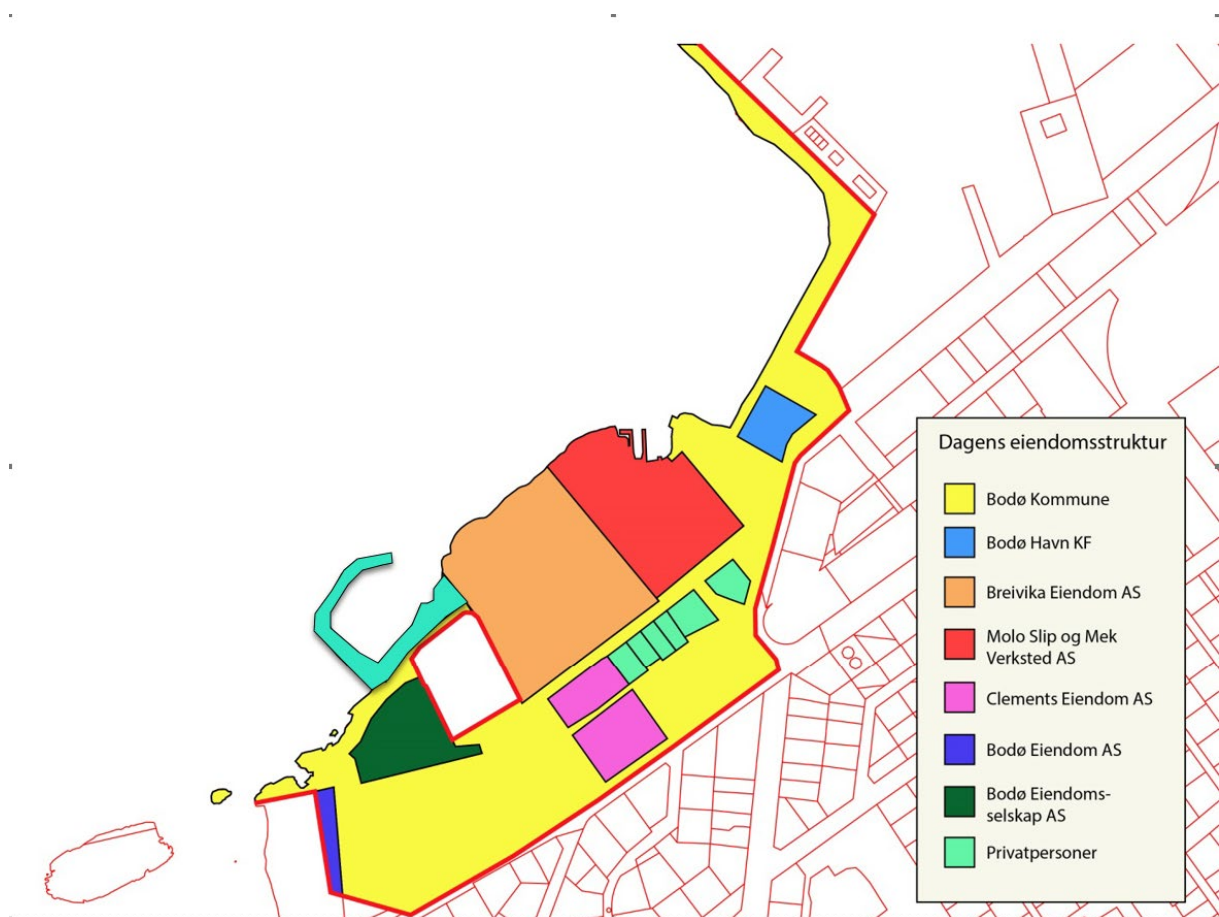 Dagens eiendomsstruktur
Bodø Kommune
Bodø Havn KF
Breivika Eiendom AS
Molo Slip og Mek
Verksted AS
Clements Eiendom AS
Bodø Eiendom AS
Bodø Eiendoms-
selskap AS
Privatpersoner